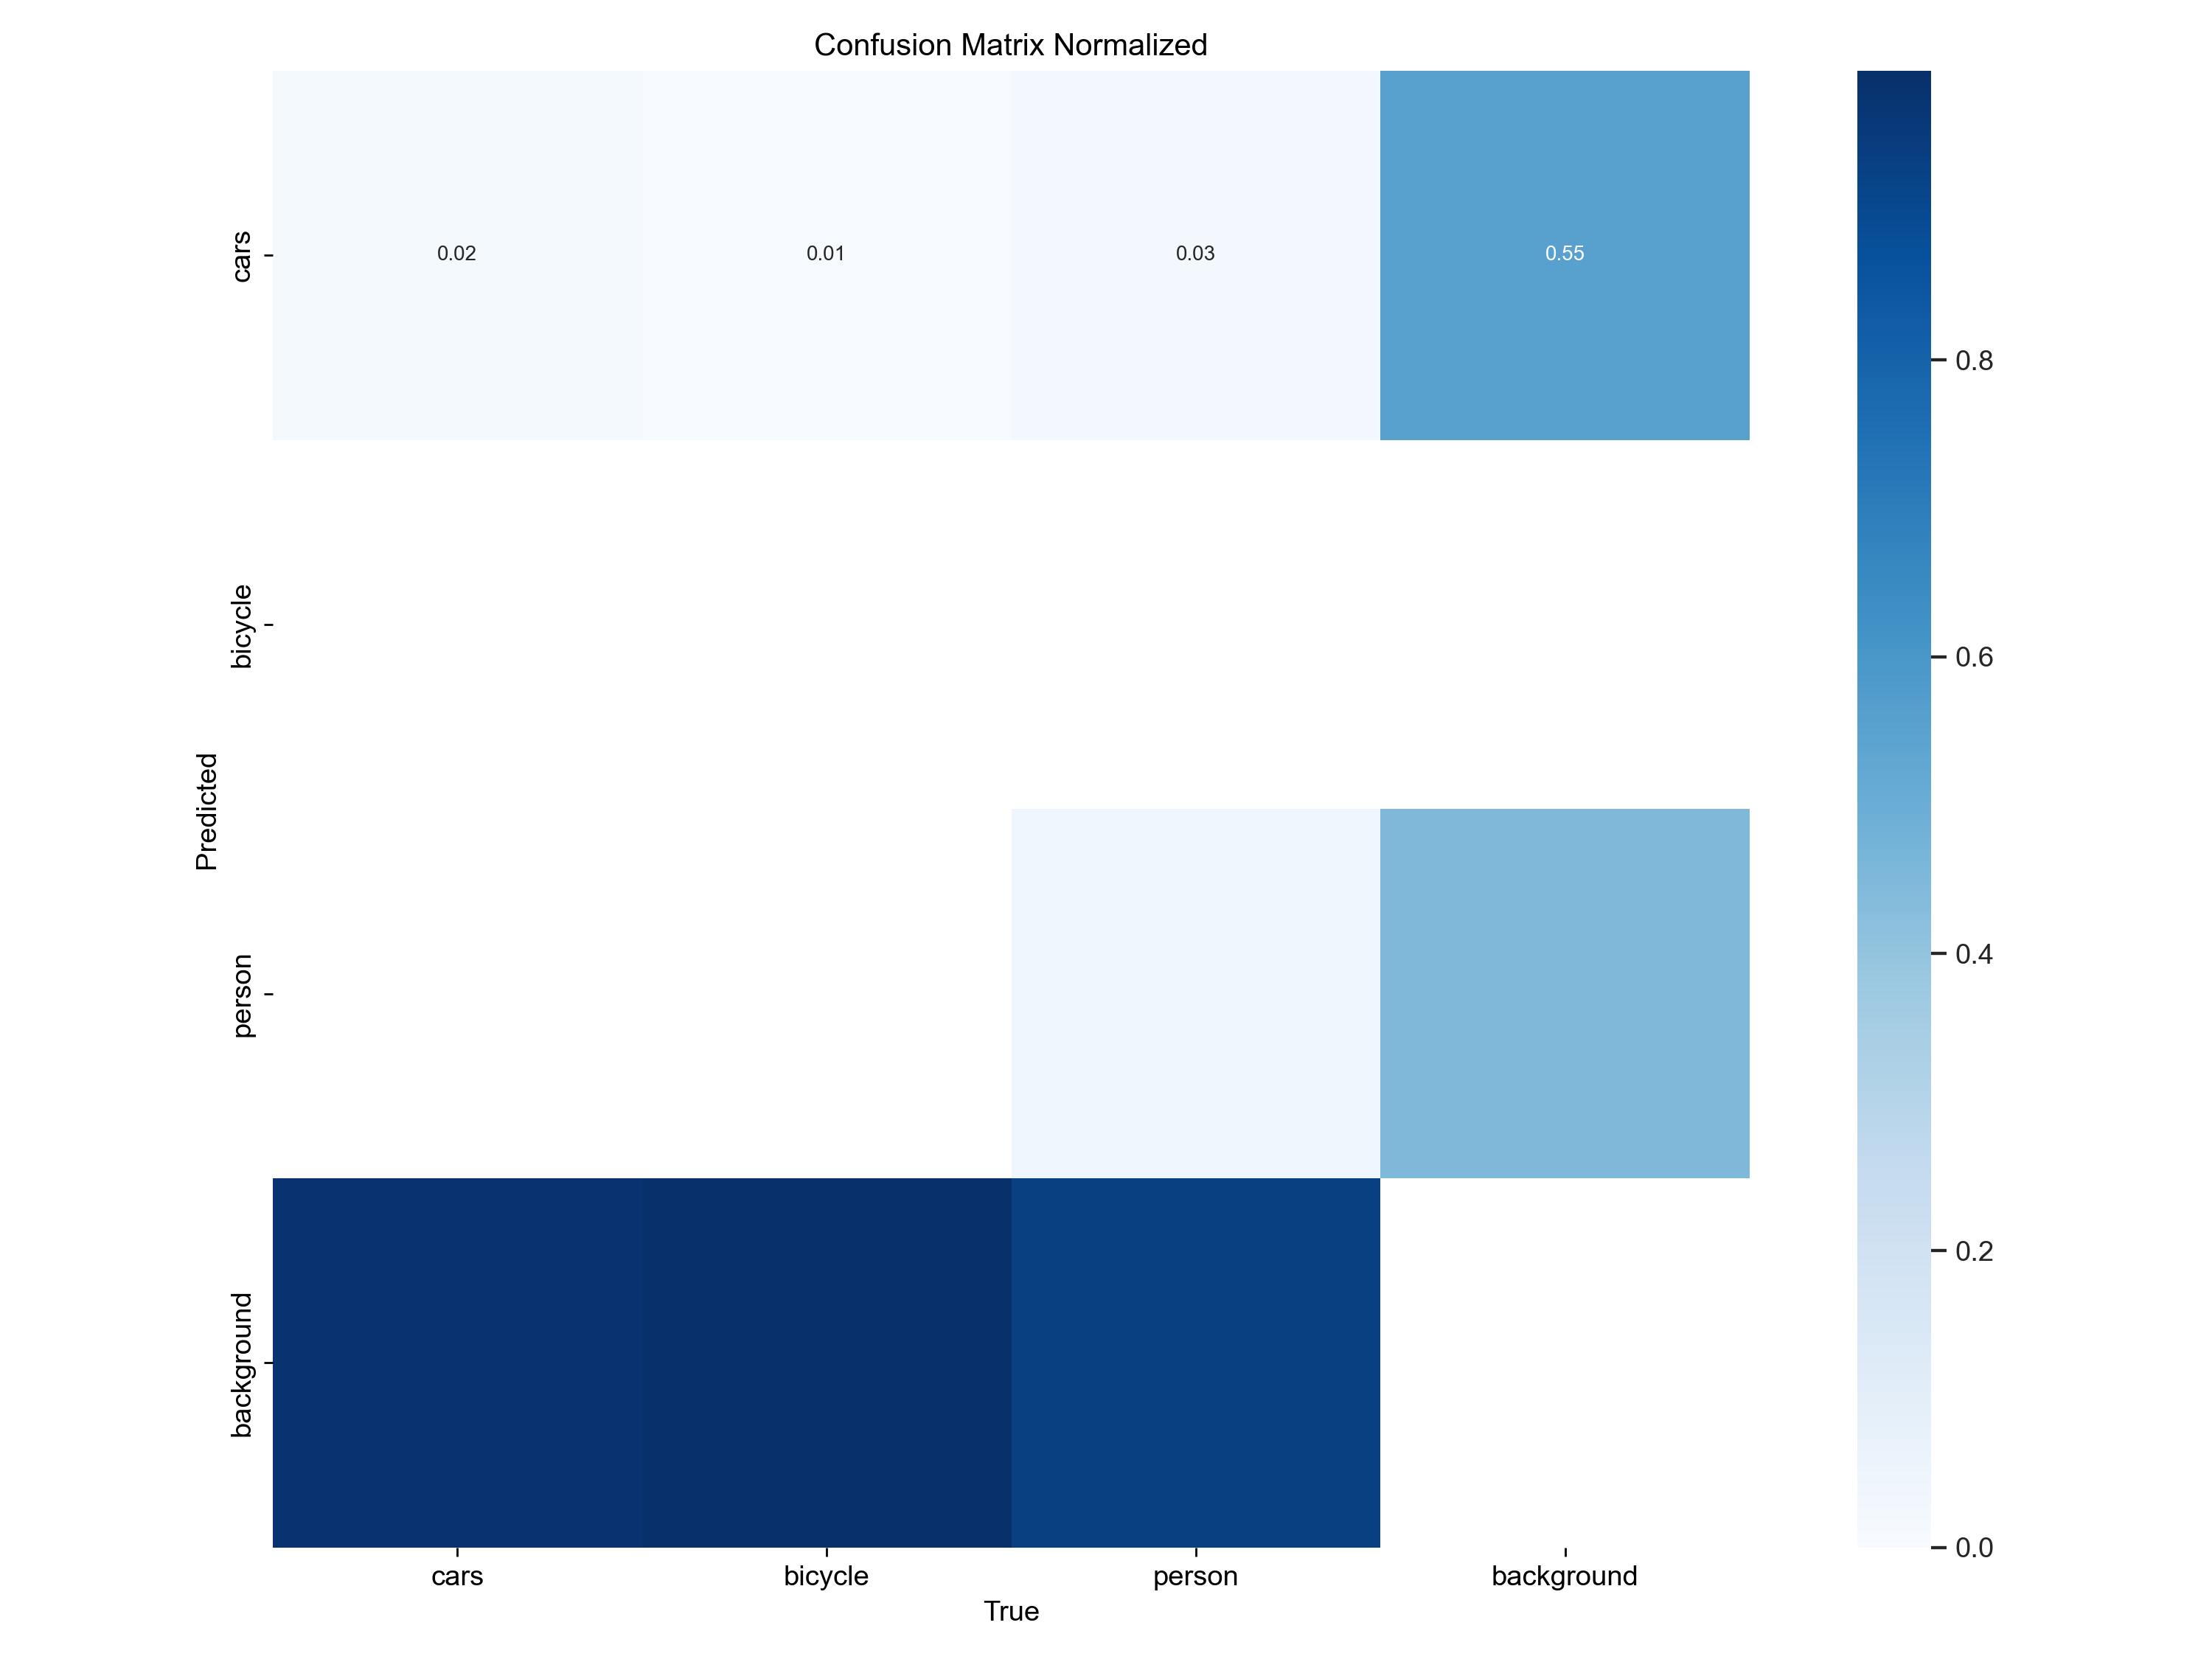 Confusion Matrix Normalized
cars
0.02
0.01
0.03
0.55
bicycle
person
background
Predicted
cars
bicycle
person
background
True
0.8
0.6
0.4
0.2
0.0